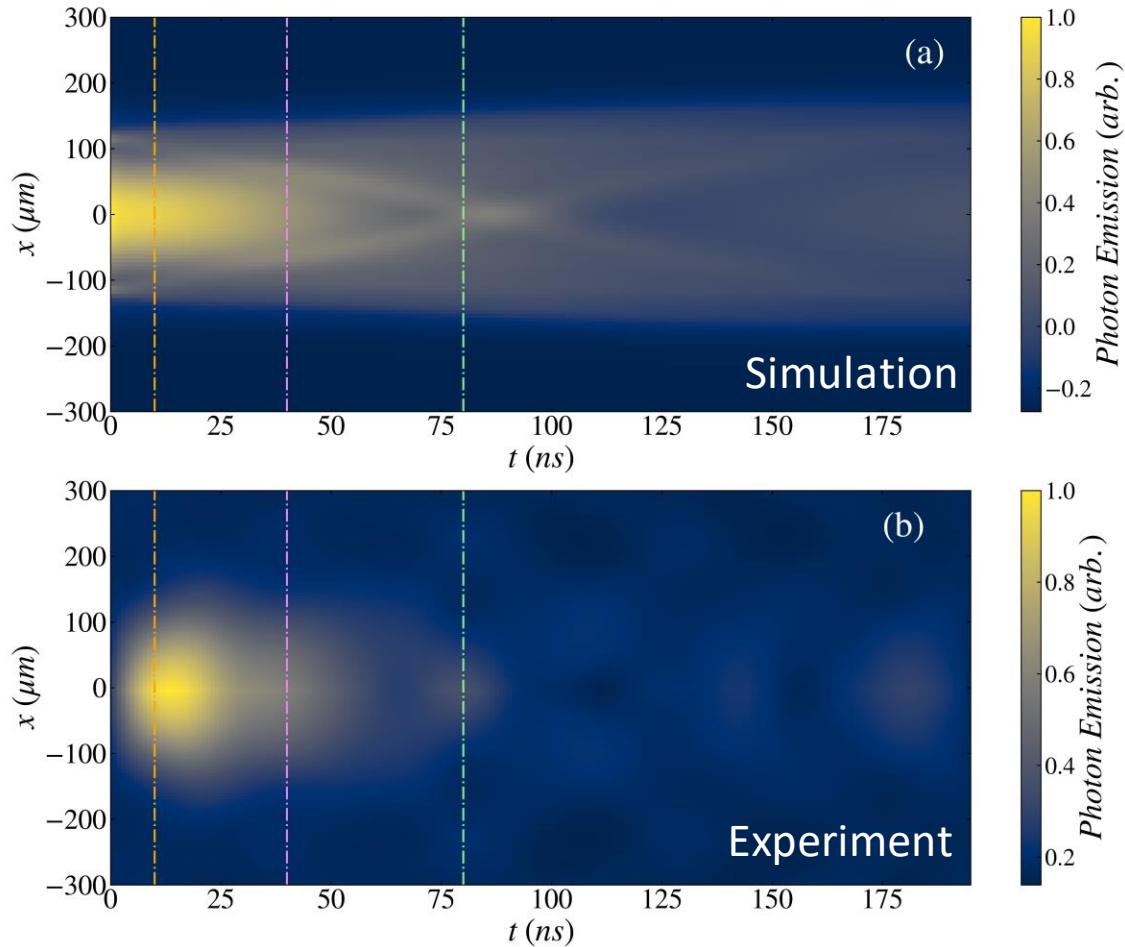 300
200
100
0
−100
−200
−300
x (μm)
(a)
Simulation
0 25 50 75 100 125 150 175
t (ns)
1.0
0.8
0.6
0.4
0.2
0.0
−0.2
Photon Emission (arb.)
300
200
100
0
−100
−200
−300
x (μm)
(b)
Experiment
0 25 50 75 100 125 150 175
t (ns)
1.0
0.8
0.6
0.4
0.2
Photon Emission (arb.)